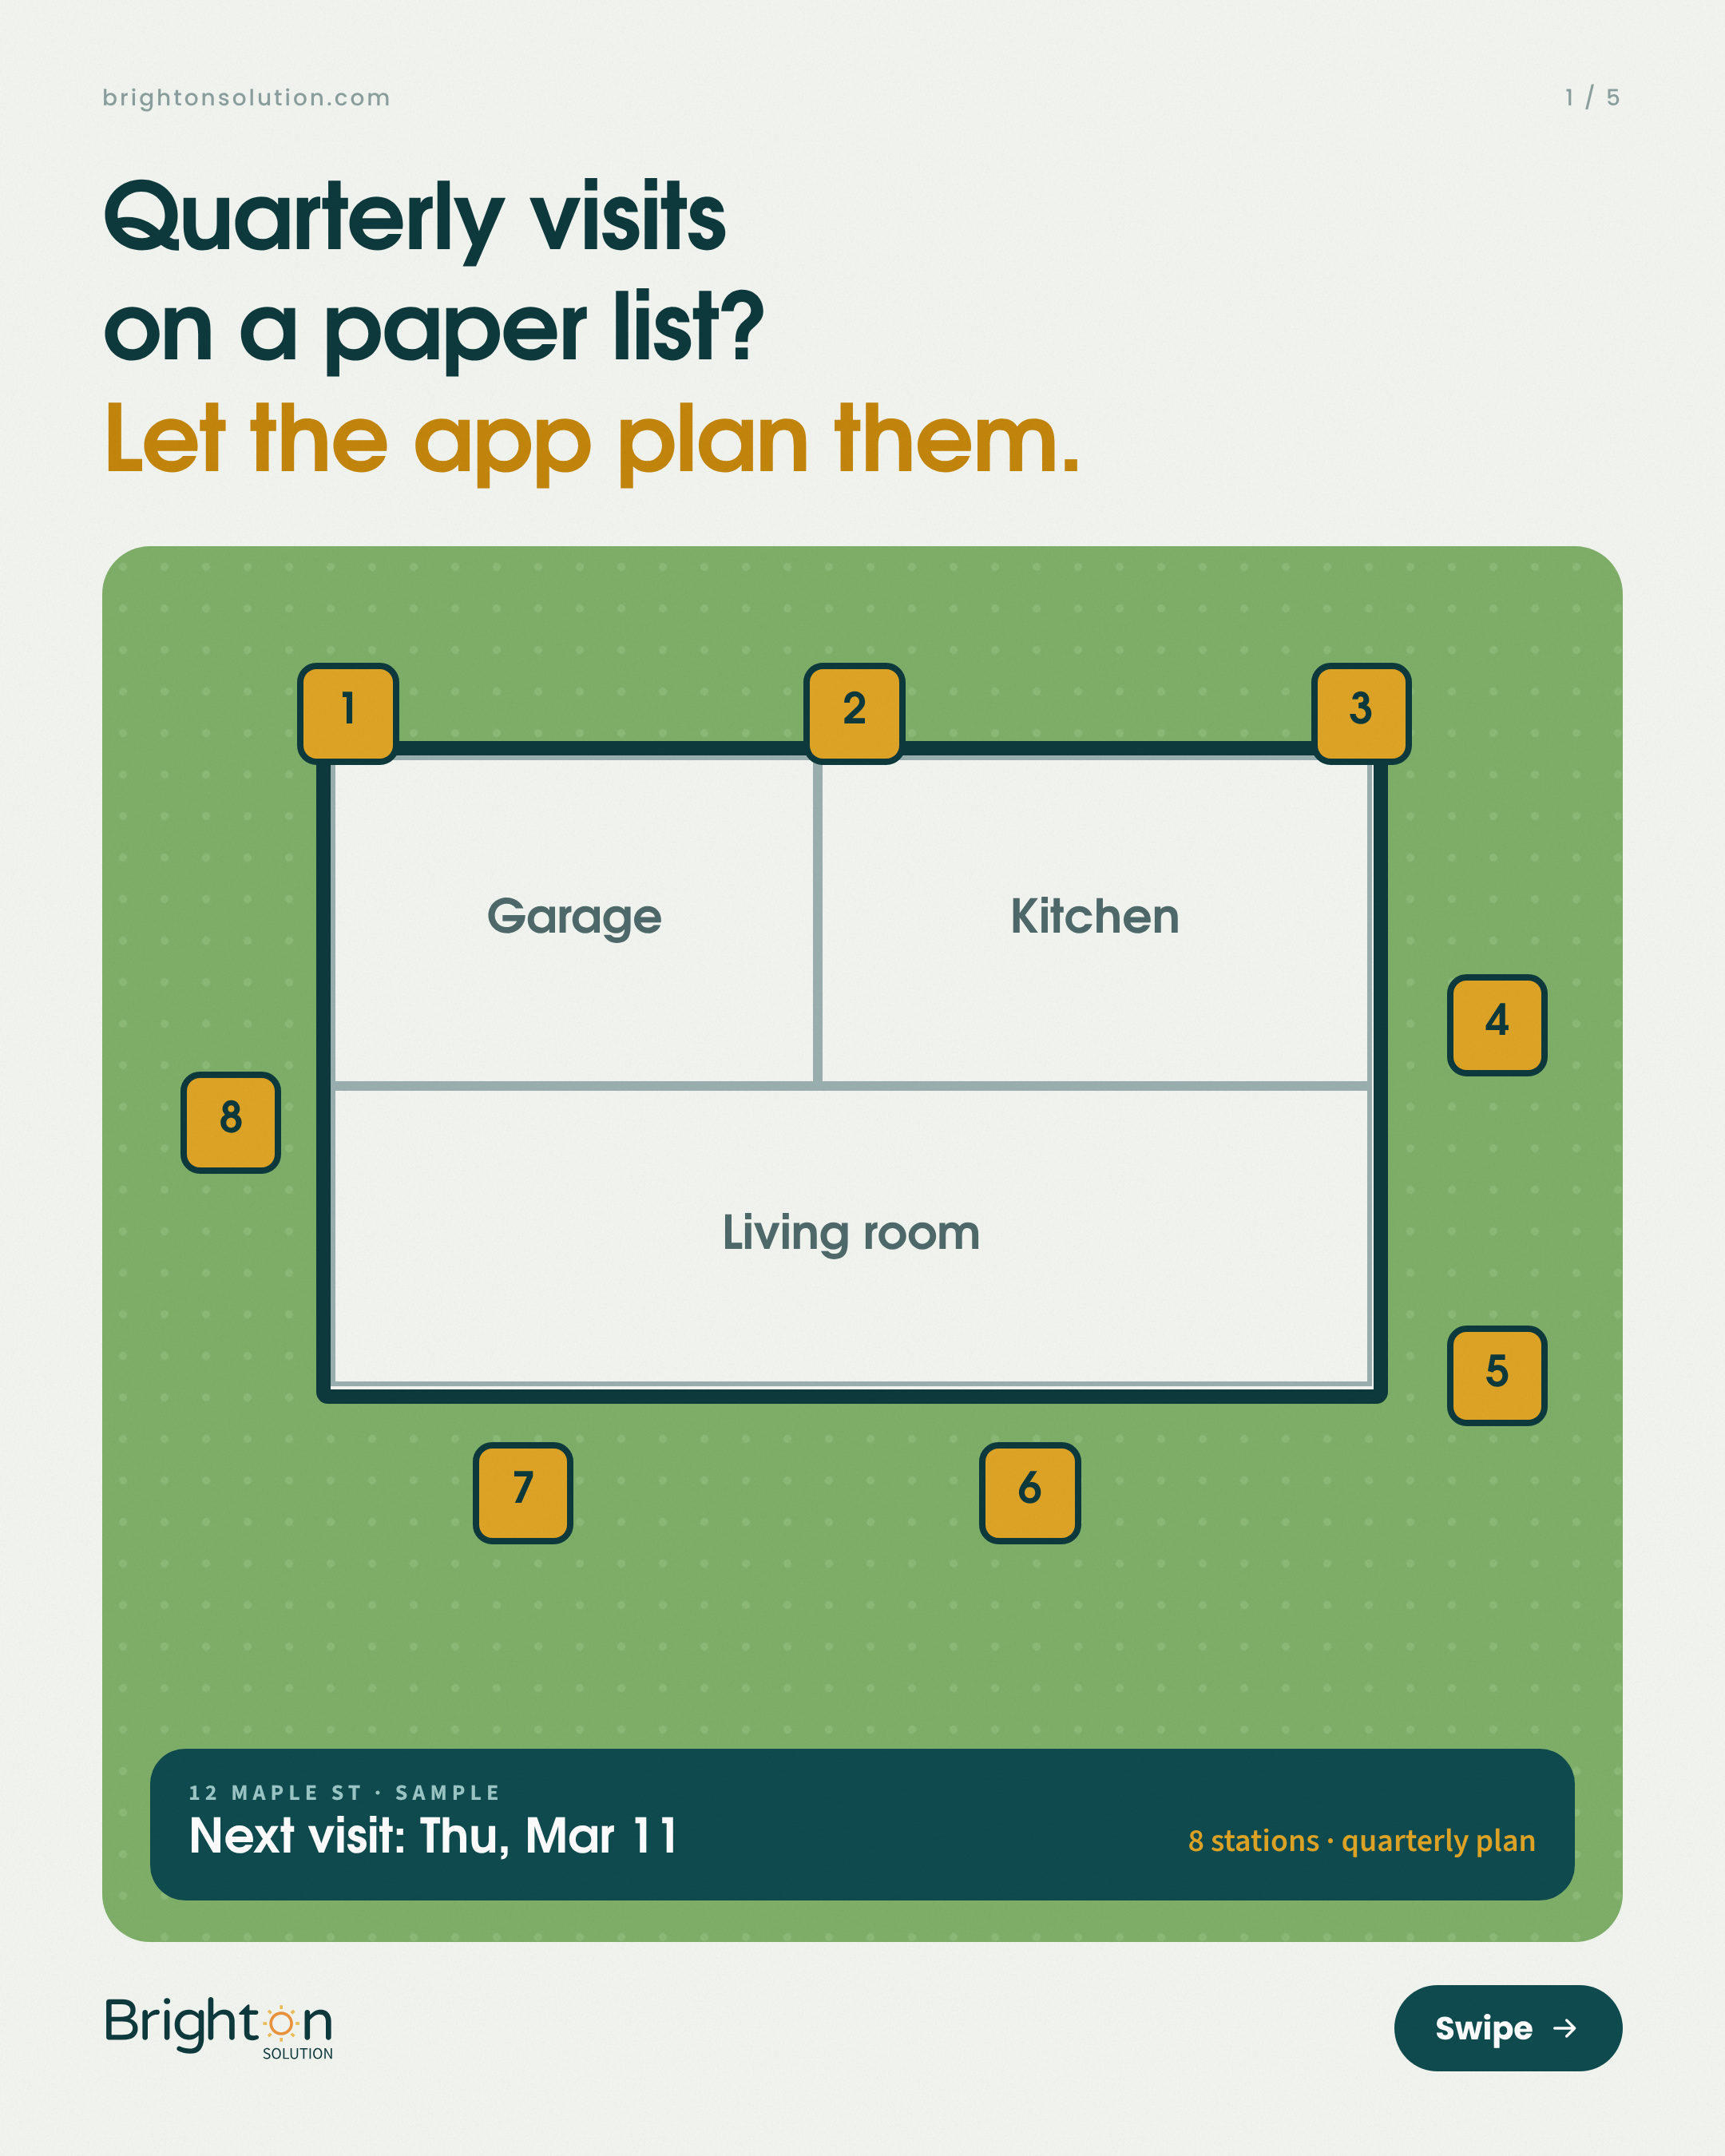 brightonsolution.com
1 / 5
Quarterly visits
on a paper list?
Let the app plan them.
1
2
3
Garage
Kitchen
4
8
Living room
5
7
6
12 MAPLE ST · SAMPLE
Next visit: Thu, Mar 11
8 stations · quarterly plan
Brighton
SOLUTION
Swipe →